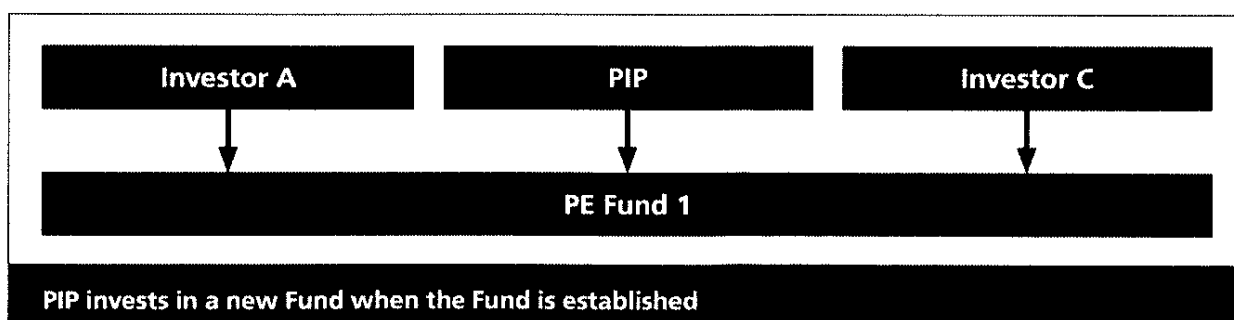 Investor A
PIP
Investor C
PE Fund 1
PIP invests in a new Fund when the Fund is established